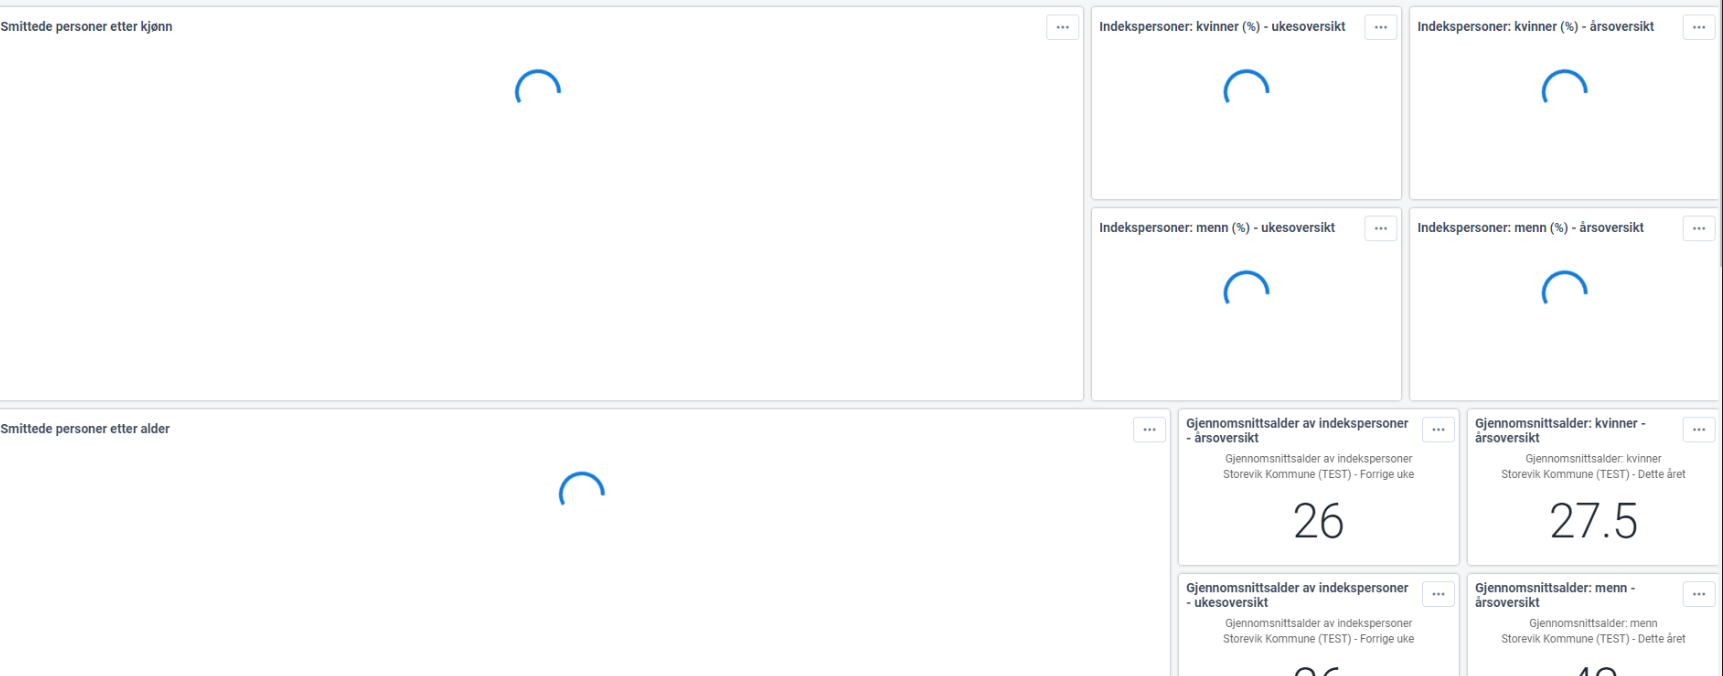 Smittede personer etter kjønn
Indekspersoner: kvinner (%) - ukesoversikt
Indekspersoner: kvinner (%) - årsoversikt
Indekspersoner: menn (%) - ukesoversikt
Indekspersoner: menn (%) - årsoversikt
Smittede personer etter alder
Gjennomsnittsalder av indekspersoner
- årsoversikt
Gjennomsnittsalder av indekspersoner
Storevik Kommune (TEST) - Forrige uke
26
Gjennomsnittsalder: kvinner -
årsoversikt
Gjennomsnittsalder: kvinner
Storevik Kommune (TEST) - Dette året
27.5
Gjennomsnittsalder av indekspersoner
- ukesoversikt
Gjennomsnittsalder av indekspersoner
Storevik Kommune (TEST) - Forrige uke
Gjennomsnittsalder: menn -
årsoversikt
Gjennomsnittsalder: menn
Storevik Kommune (TEST) - Dette året